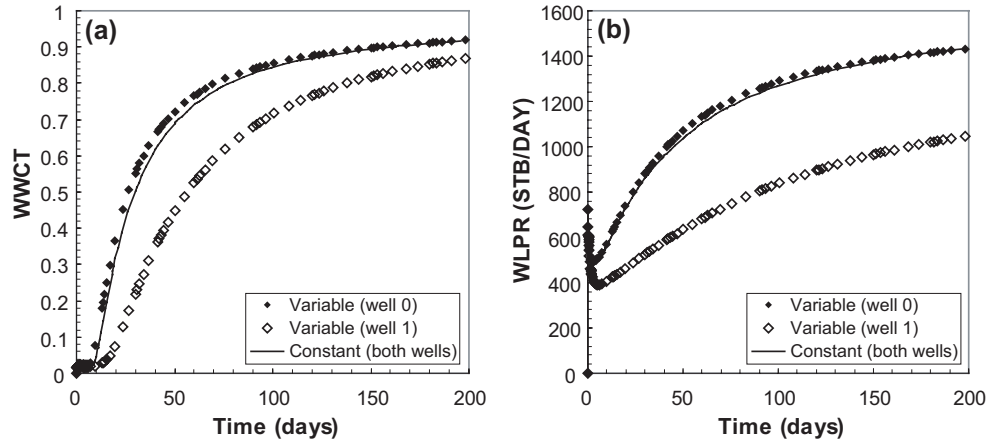 (a)
WWCT
1
0.9
0.8
0.7
0.6
0.5
0.4
0.3
0.2
0.1
0
0 50 100 150 200
Time (days)
Variable (well 0)
Variable (well 1)
Constant (both wells)
(b)
WLPR (STB/DAY)
1600
1400
1200
1000
800
600
400
200
0
0 50 100 150 200
Time (days)
Variable (well 0)
Variable (well 1)
Constant (both wells)